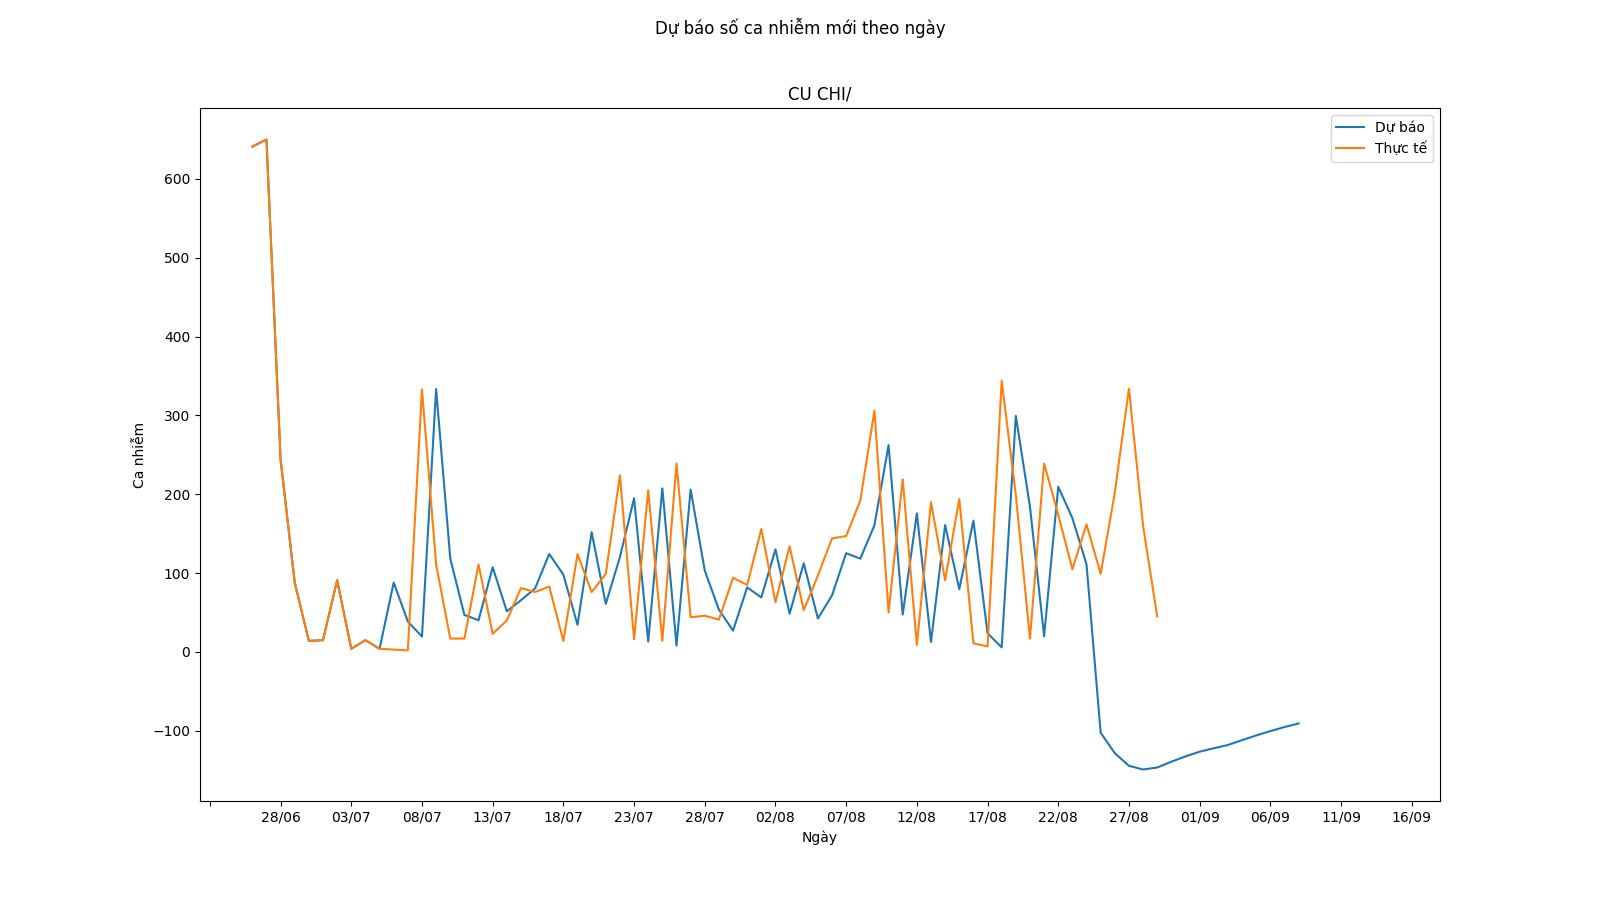 Dự báo số ca nhiễm mới theo ngày
CU CHI/
Dự báo
Thực tế
600
500
400
300
200
100
0
−100
Ca nhiễm
28/06 03/07 08/07 13/07 18/07 23/07 28/07 02/08 07/08 12/08 17/08 22/08 27/08 01/09 06/09 11/09 16/09
Ngày